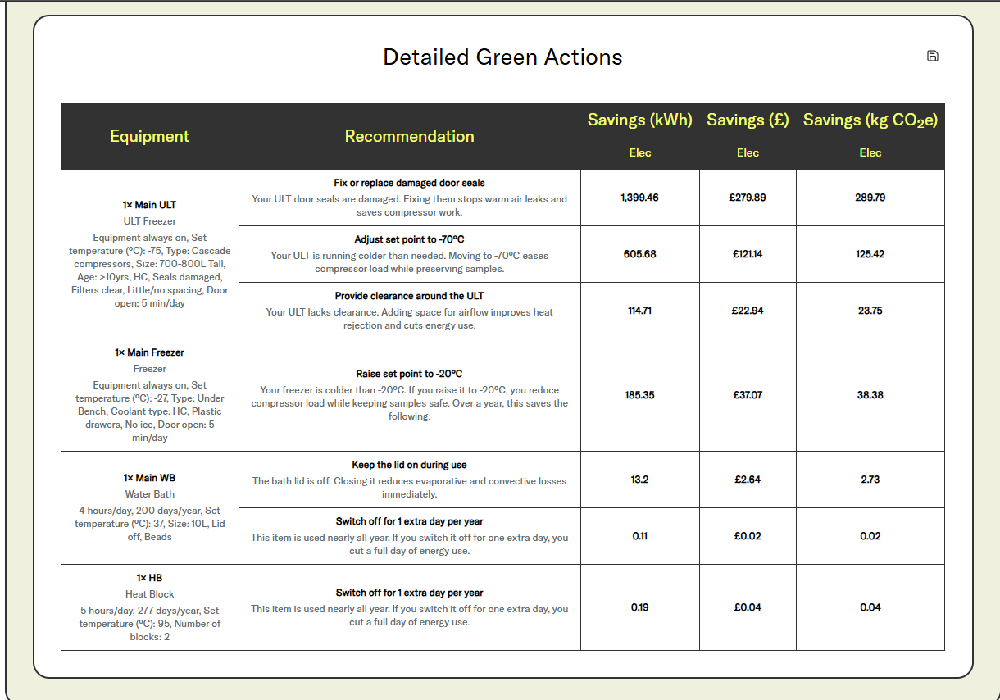 Detailed Green Actions
Equipment
Recommendation
Savings (kWh)
Savings (£)
Savings (kg CO₂e)
Elec
Elec
Elec
1× Main ULT
ULT Freezer
Equipment always on, Set
temperature (ºC): -75, Type: Cascade
compressors, Size: 700-800L Tall,
Age: >10yrs, HC, Seals damaged,
Filters clear, Little/no spacing, Door
open: 5 min/day
Fix or replace damaged door seals
Your ULT door seals are damaged. Fixing them stops warm air leaks and
saves compressor work.
1,399.46
£279.89
289.79
Adjust set point to -70ºC
Your ULT is running colder than needed. Moving to -70ºC eases
compressor load while preserving samples.
605.68
£121.14
125.42
Provide clearance around the ULT
Your ULT lacks clearance. Adding space for airflow improves heat
rejection and cuts energy use.
114.71
£22.94
23.75
1× Main Freezer
Freezer
Equipment always on, Set
temperature (ºC): -27, Type: Under
Bench, Coolant type: HC, Plastic
drawers, No ice, Door open: 5
min/day
Raise set point to -20ºC
Your freezer is colder than -20ºC. If you raise it to -20ºC, you reduce
compressor load while keeping samples safe. Over a year, this saves the
following:
185.35
£37.07
38.38
1× Main WB
Water Bath
4 hours/day, 200 days/year, Set
temperature (ºC): 37, Size: 10L, Lid
off, Beads
Keep the lid on during use
The bath lid is off. Closing it reduces evaporative and convective losses
immediately.
13.2
£2.64
2.73
Switch off for 1 extra day per year
This item is used nearly all year. If you switch it off for one extra day, you
cut a full day of energy use.
0.11
£0.02
0.02
1× HB
Heat Block
5 hours/day, 277 days/year, Set
temperature (ºC): 95, Number of
blocks: 2
Switch off for 1 extra day per year
This item is used nearly all year. If you switch it off for one extra day, you
cut a full day of energy use.
0.19
£0.04
0.04